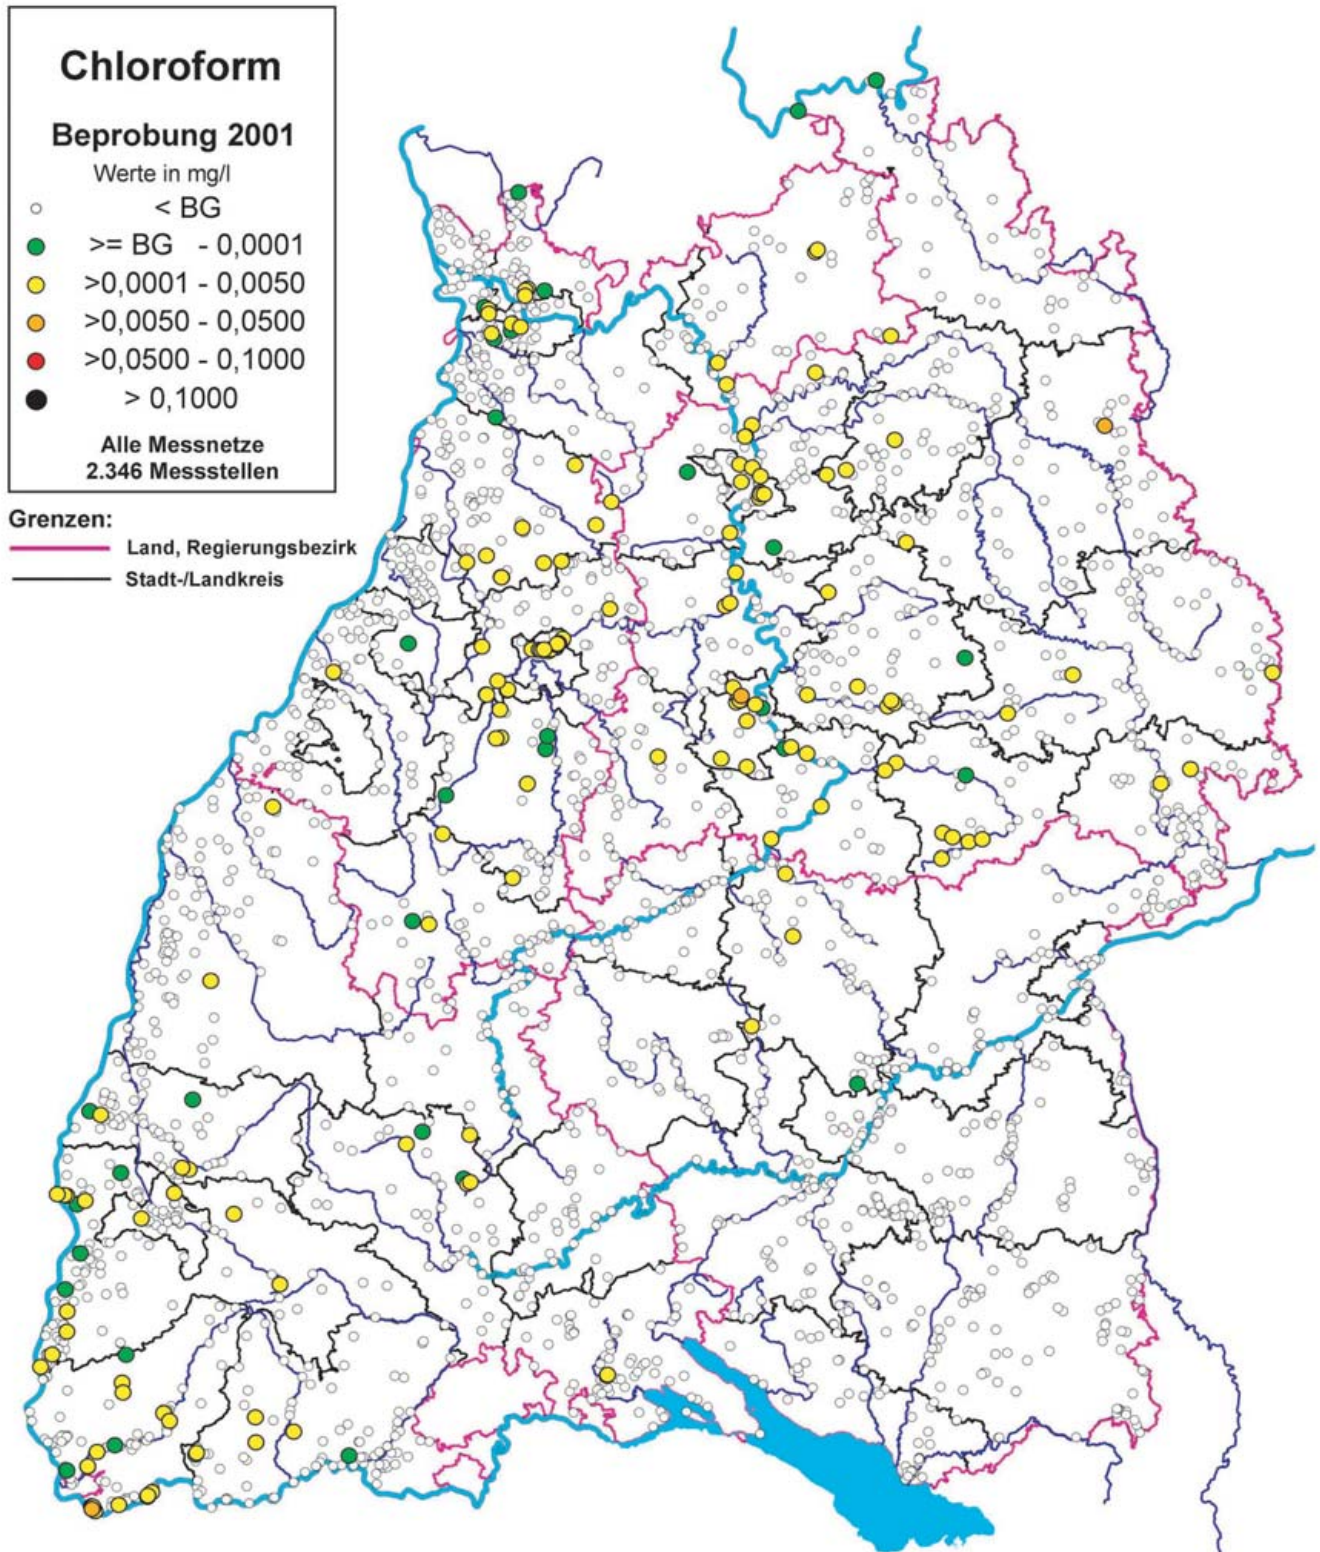 Chloroform
Beprobung 2001
Werte in mg/l
< BG
>= BG - 0,0001
>0,0001 - 0,0050
>0,0050 - 0,0500
>0,0500 - 0,1000
> 0,1000
Alle Messnetze
2.346 Messstellen
Grenzen:
Land, Regierungsbezirk
Stadt-/Landkreis